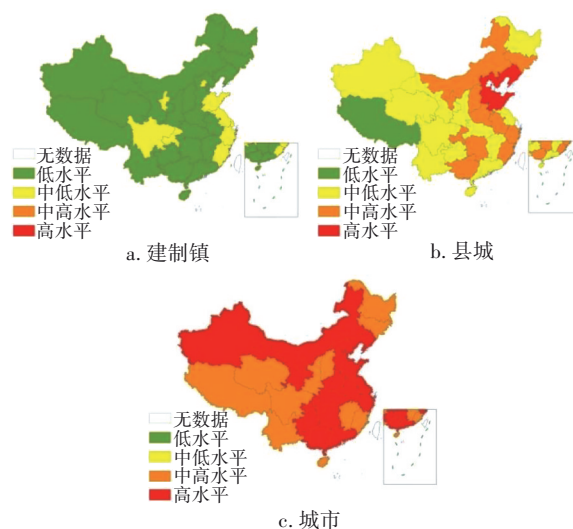 无数据
低水平
中低水平
中高水平
高水平
a. 建制镇
无数据
低水平
中低水平
中高水平
高水平
b. 县城
无数据
低水平
中低水平
中高水平
高水平
c. 城市